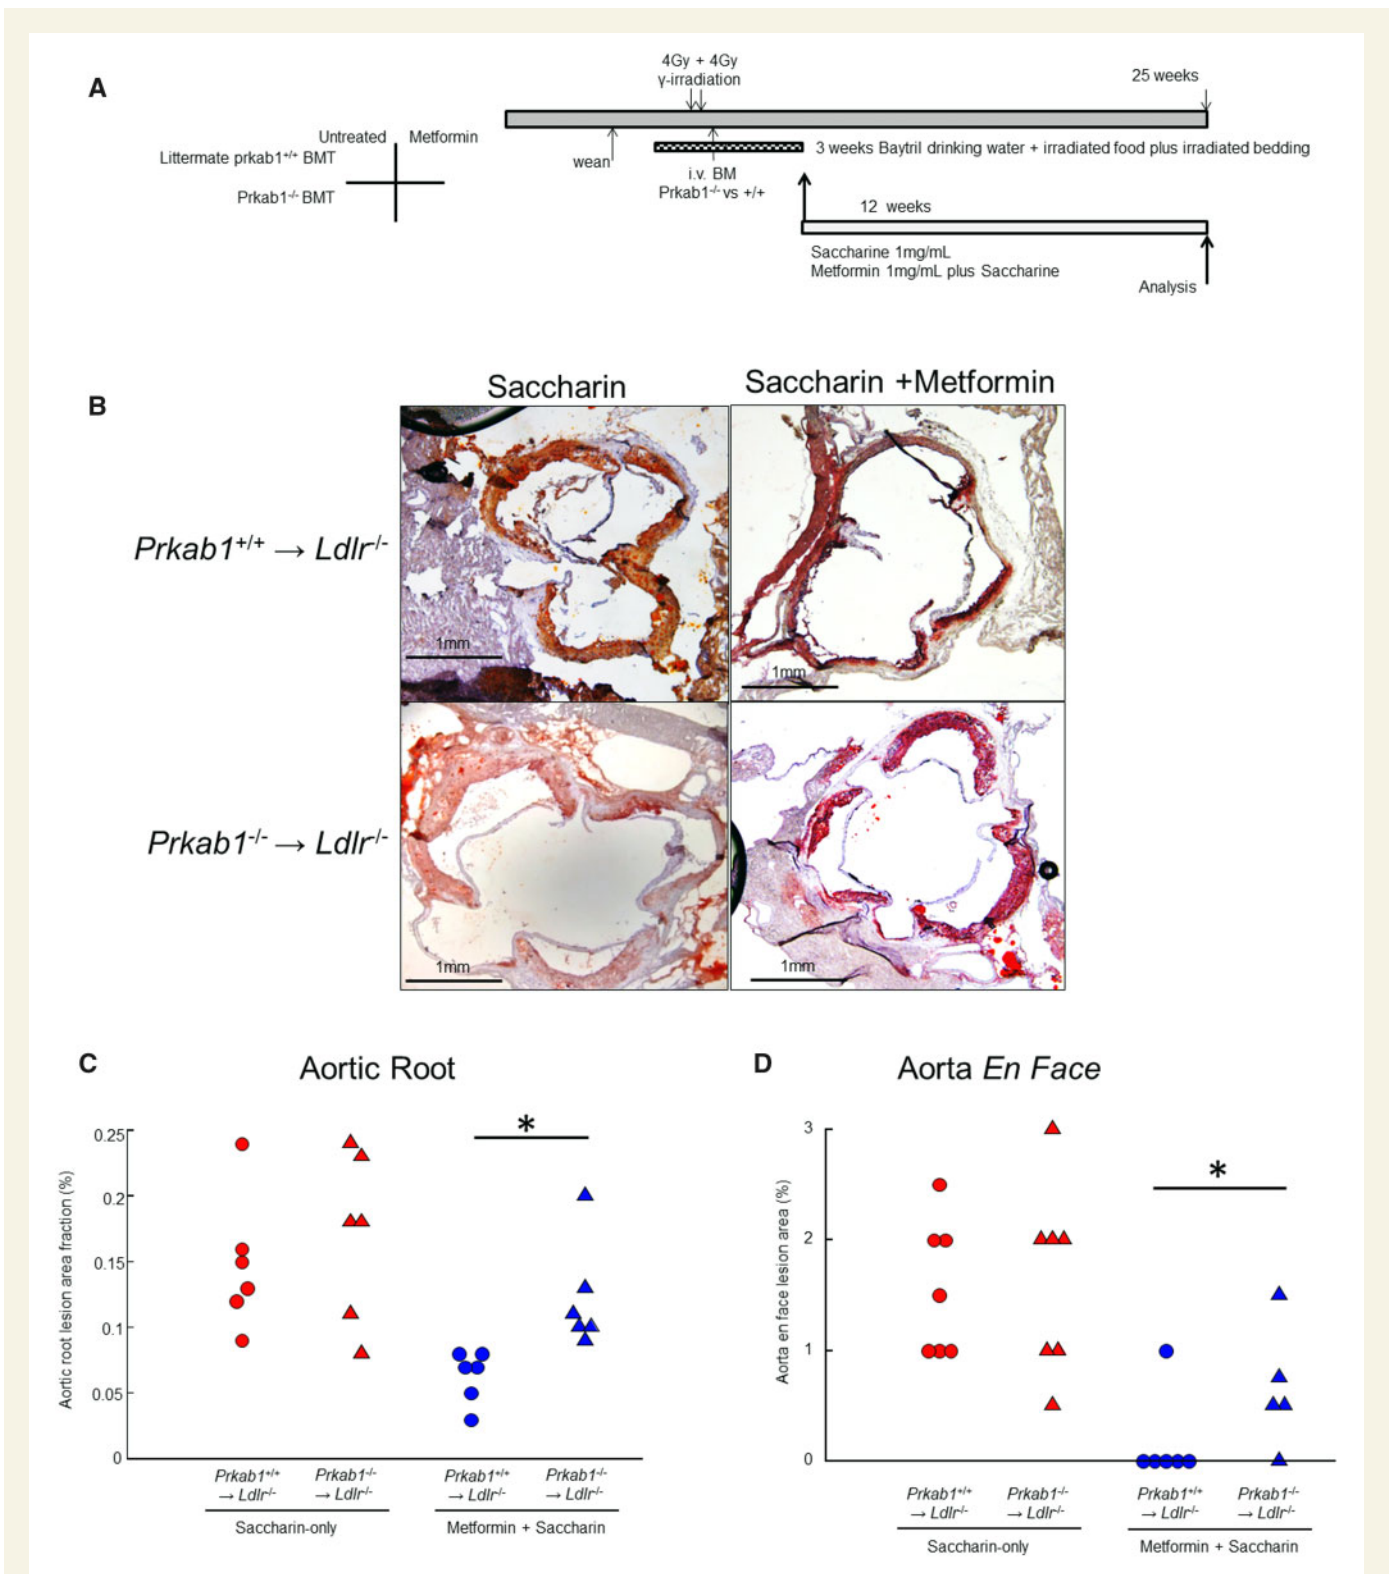 A
4Gy + 4Gy
γ-irradiation
25 weeks
Untreated Metformin
Littermate prkab1+/+ BMT
Prkab1-/- BMT
wean
i.v. BM
Prkab1-/- vs +/+
3 weeks Baytril drinking water + irradiated food plus irradiated bedding
12 weeks
Saccharine 1mg/mL
Metformin 1mg/mL plus Saccharine
Analysis
B
Saccharin
Saccharin +Metformin
Prkab1+/+ → Ldlr-/-
1mm
1mm
Prkab1-/- → Ldlr-/-
1mm
1mm
C
Aortic Root
Aortic root lesion area fraction (%)
0.25
0.2
0.15
0.1
0.05
0
*
Prkab1+/+
→ Ldlr-/-
Prkab1-/-
→ Ldlr-/-
Prkab1+/+
→ Ldlr-/-
Prkab1-/-
→ Ldlr-/-
Saccharin-only
Metformin + Saccharin
D
Aorta En Face
Aorta en face lesion area (%)
3
2
1
0
*
Prkab1+/+
→ Ldlr-/-
Prkab1-/-
→ Ldlr-/-
Prkab1+/+
→ Ldlr-/-
Prkab1-/-
→ Ldlr-/-
Saccharin-only
Metformin + Saccharin